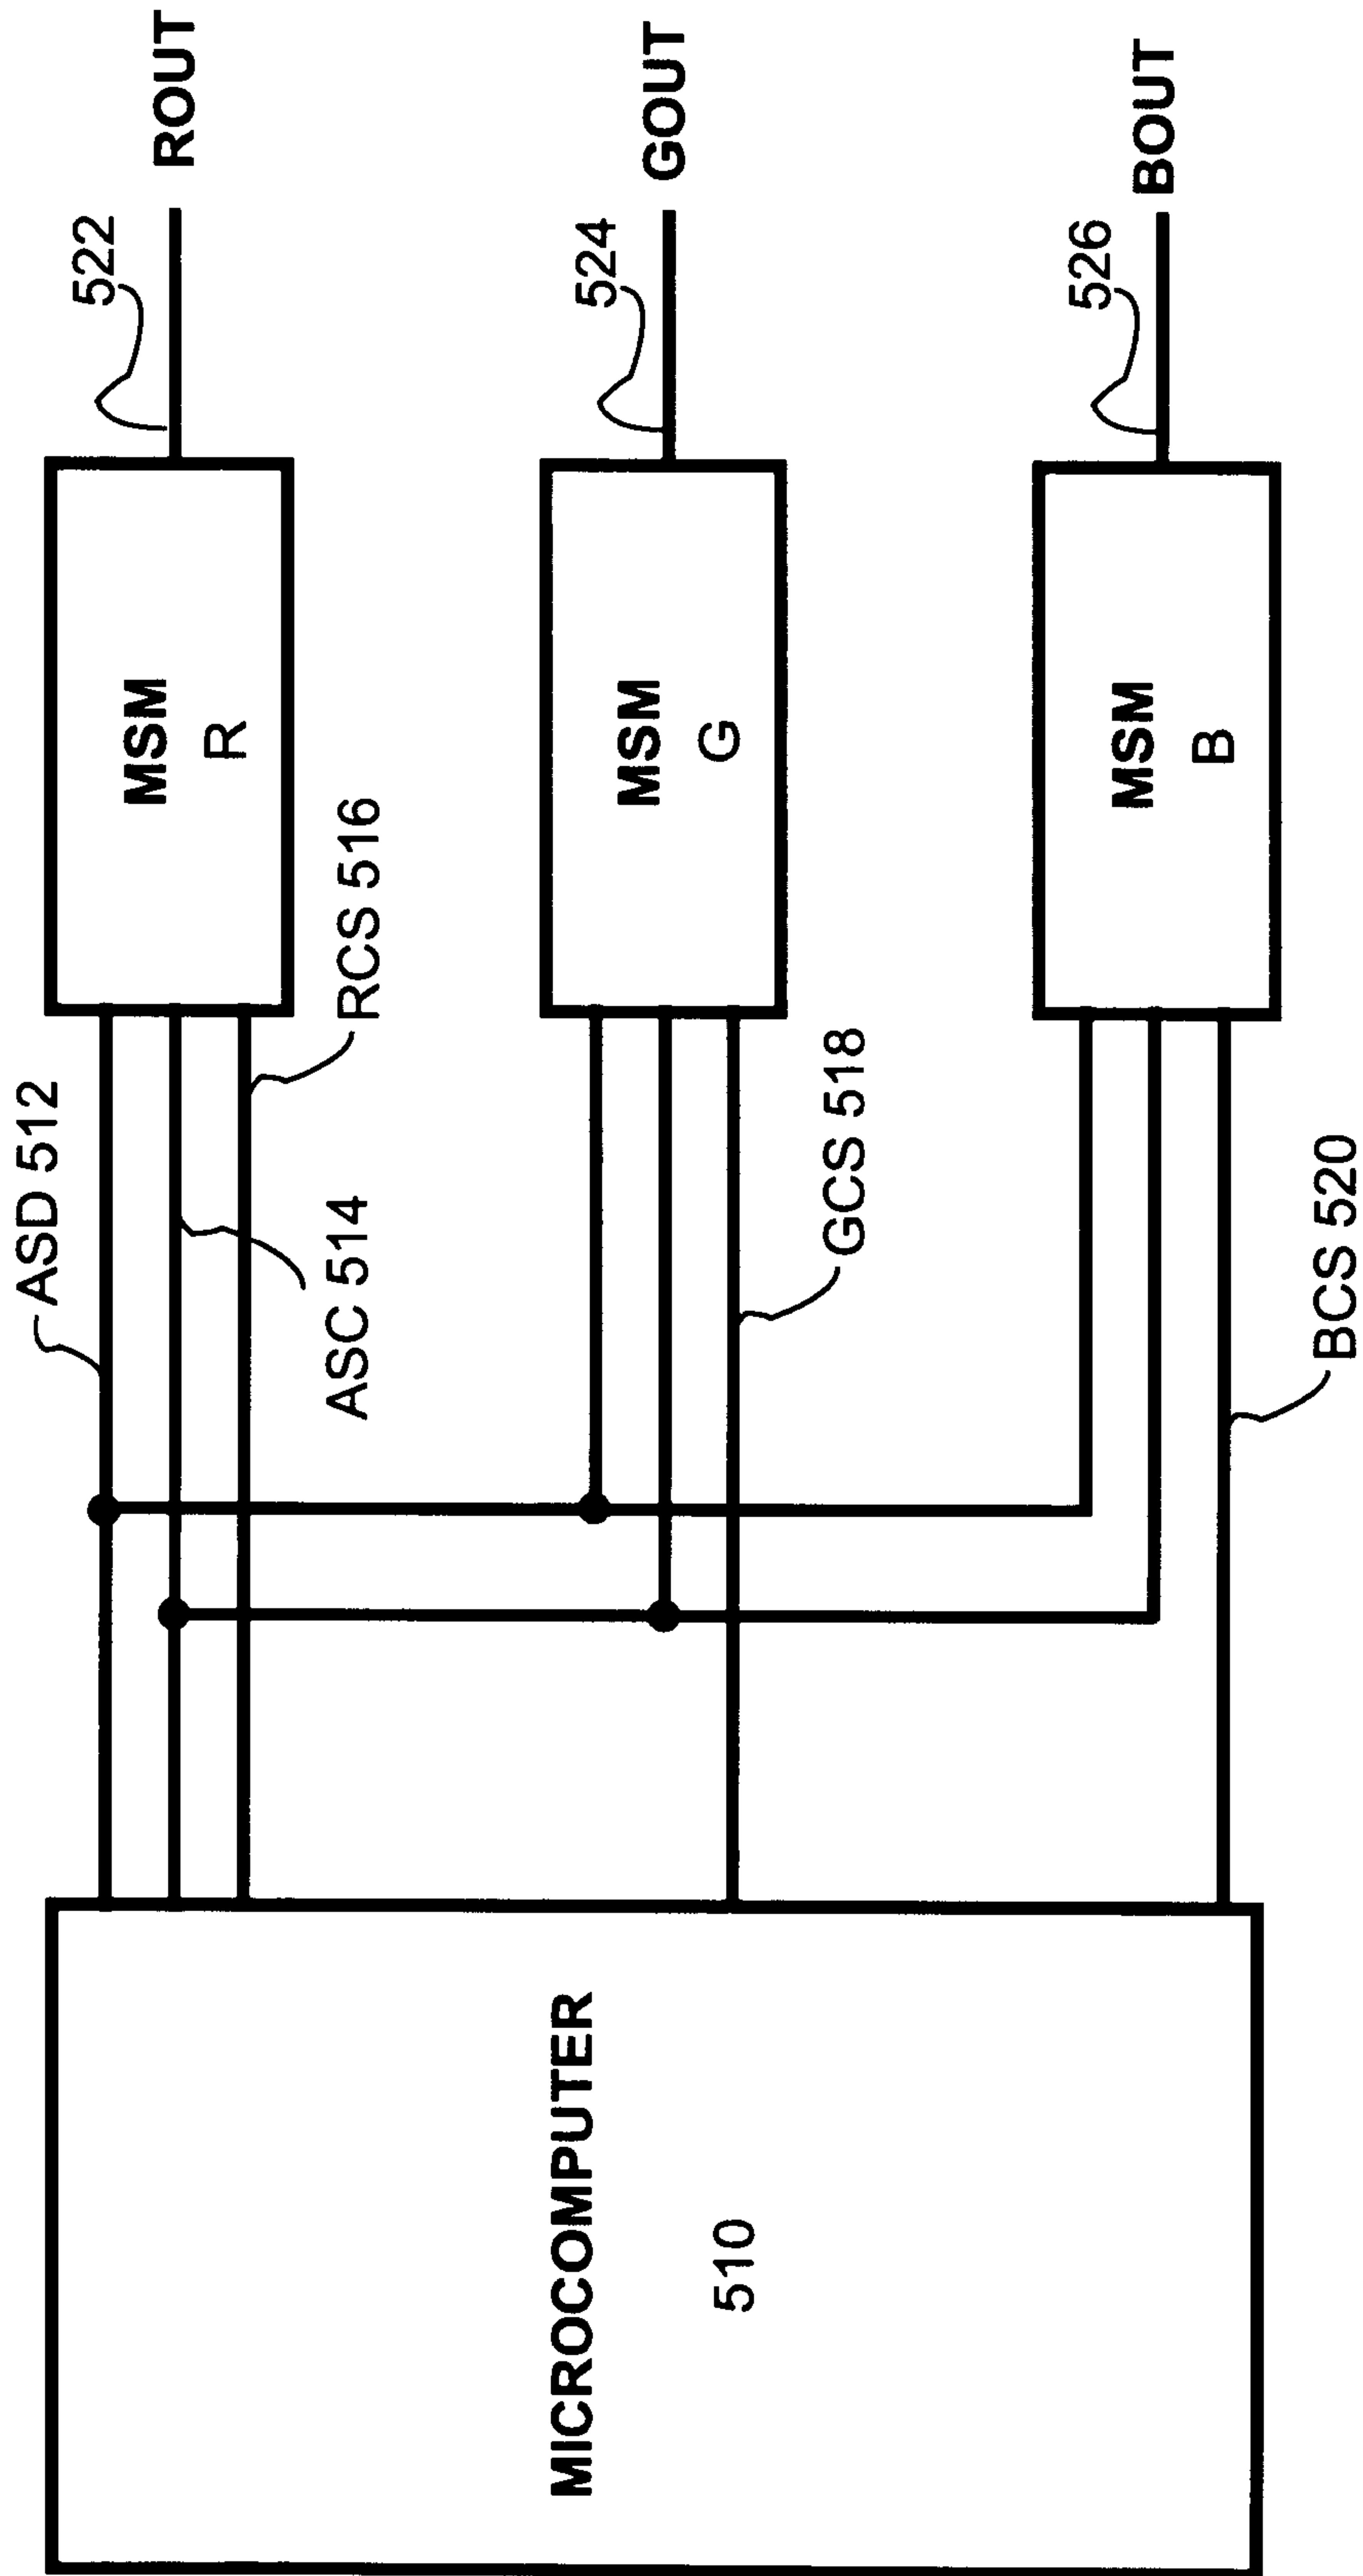 MICROCOMPUTER
510
ASD 512
ASC 514
RCS 516
GCS 518
BCS 520
MSM
R
MSM
G
MSM
B
522
ROUT
524
GOUT
526
BOUT